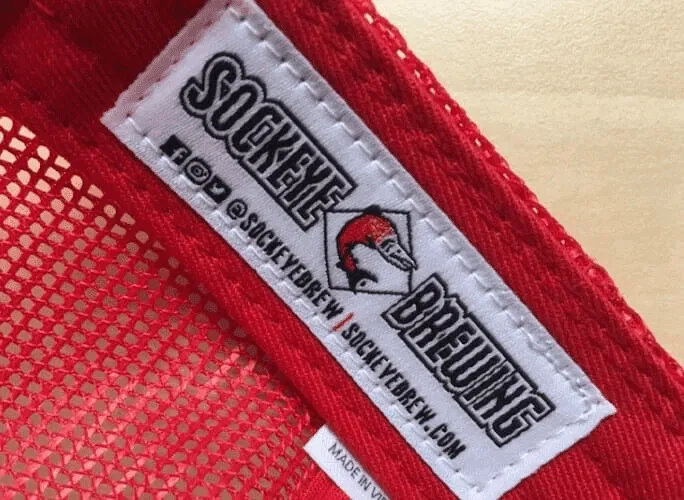 SOCKEYE BREWING
@SOCKEYEBREW | SOCKEYEBREW.COM
MADE IN